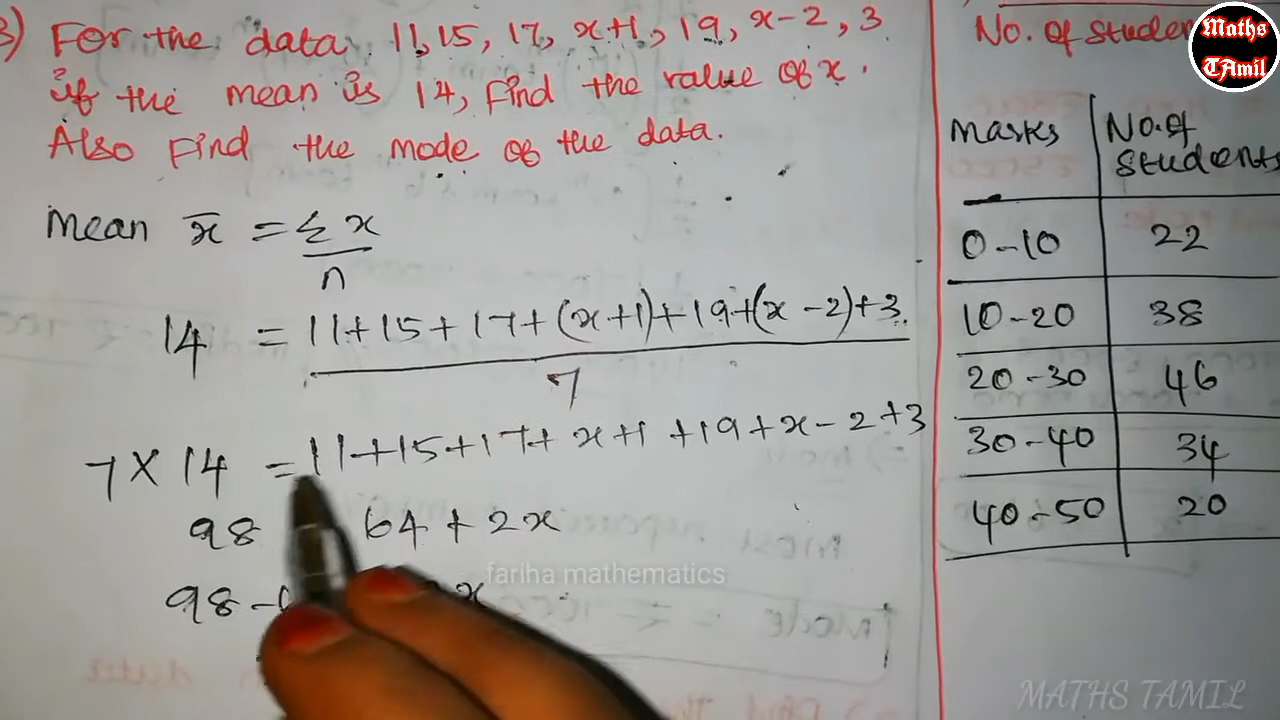 3) For the data 11, 15, 17, x+1, 19, x-2, 3
if the mean is 14, Find the value of x.
Also Find the mode of the data.
Mean x̄ = Σx
n
14 = 11+15+17+(x+1)+19+(x-2)+3
7
7 X 14 = 11+15+17+x+1+19+x-2+3
98 64 + 2x
98 - x
fariha mathematics
No. of studen
Maths
TAmil
Marks No. of
Students
0-10 22
10-20 38
20-30 46
30-40 34
40-50 20
MATHS TAMIL